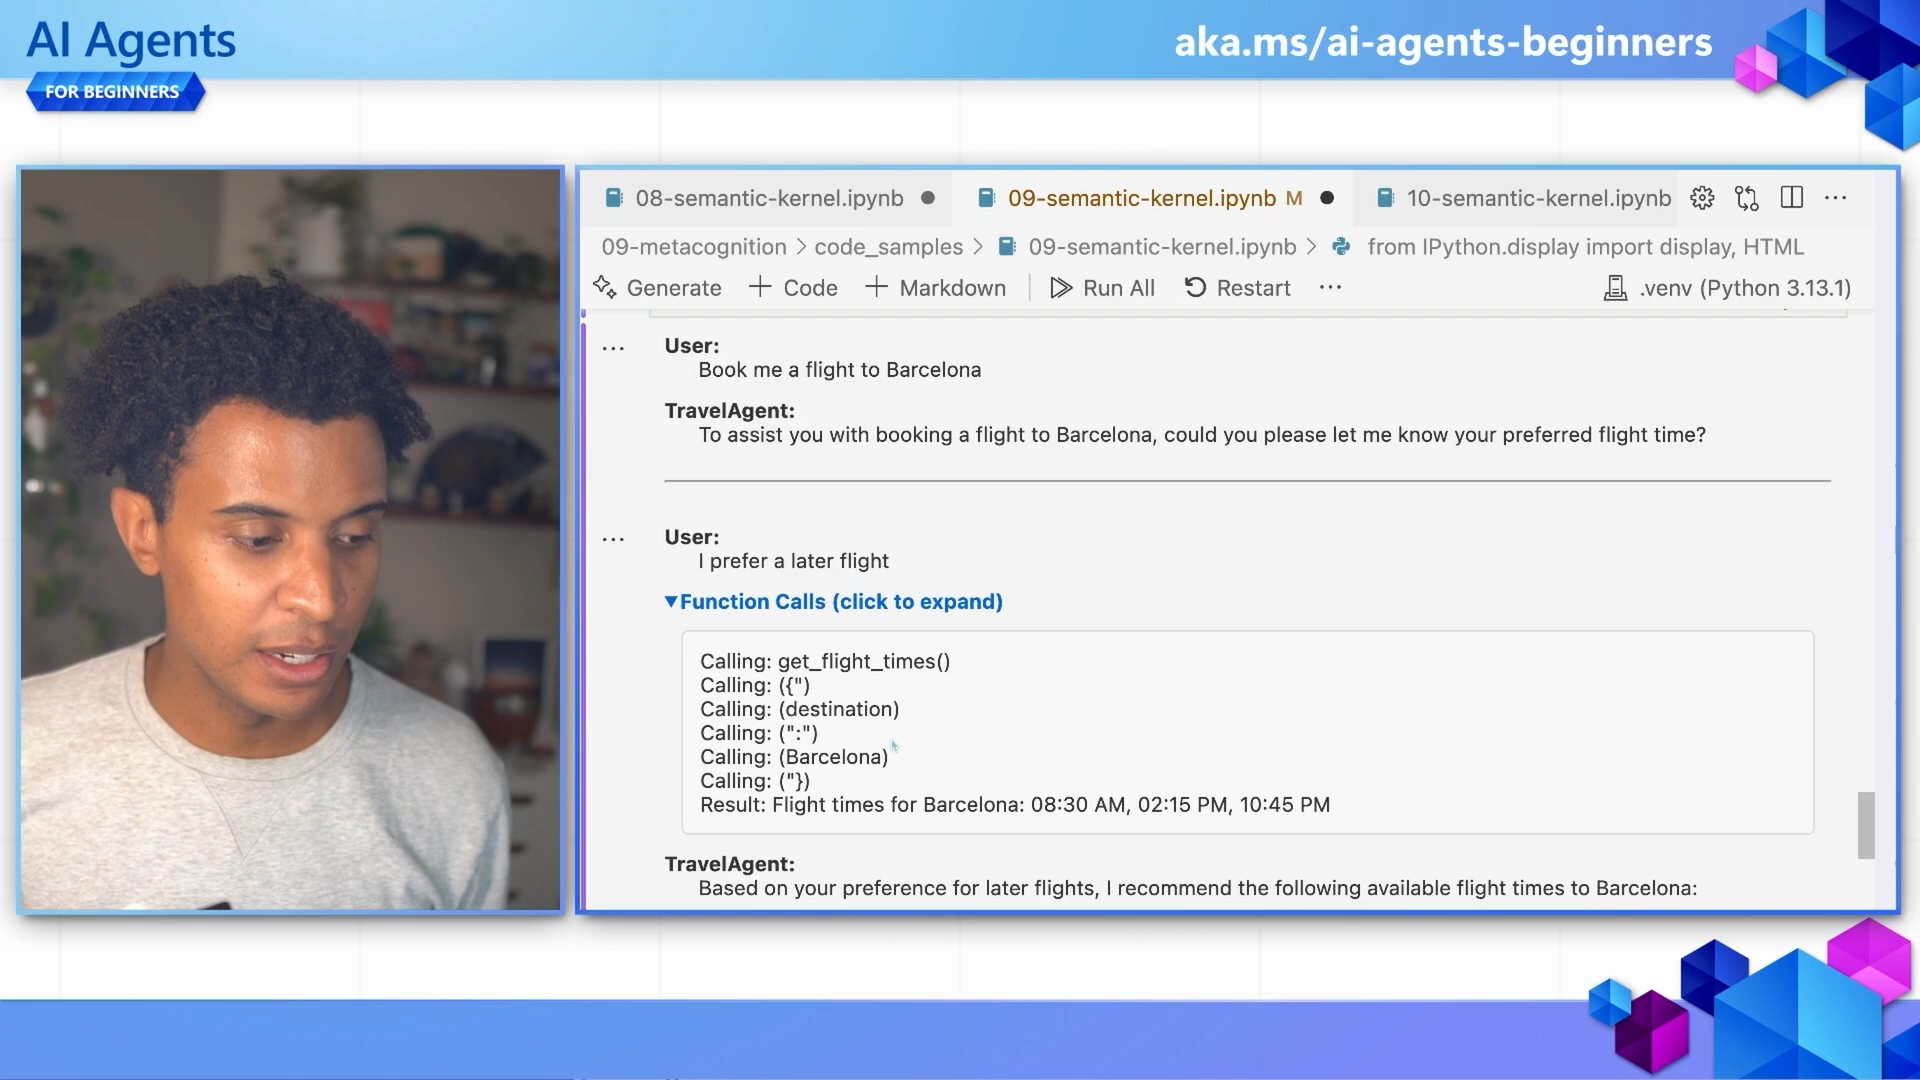 AI Agents
FOR BEGINNERS
aka.ms/ai-agents-beginners
08-semantic-kernel.ipynb
09-semantic-kernel.ipynb M
10-semantic-kernel.ipynb
09-metacognition > code_samples > 09-semantic-kernel.ipynb > from IPython.display import display, HTML
Generate + Code + Markdown Run All Restart ...
.venv (Python 3.13.1)
... User:
Book me a flight to Barcelona
TravelAgent:
To assist you with booking a flight to Barcelona, could you please let me know your preferred flight time?
... User:
I prefer a later flight
▼Function Calls (click to expand)
Calling: get_flight_times()
Calling: ({")
Calling: (destination)
Calling: (":")
Calling: (Barcelona)
Calling: ("})
Result: Flight times for Barcelona: 08:30 AM, 02:15 PM, 10:45 PM
TravelAgent:
Based on your preference for later flights, I recommend the following available flight times to Barcelona: